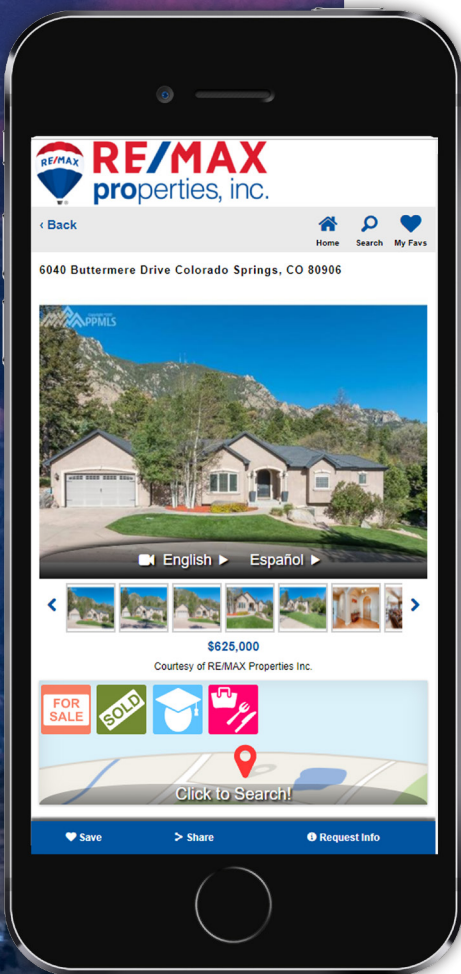 RE/MAX
RE/MAX
properties, inc.
‹ Back
Home Search My Favs
6040 Buttermere Drive Colorado Springs, CO 80906
PPMLS
English Español
$625,000
Courtesy of RE/MAX Properties Inc.
FOR
SALE
SOLD
Click to Search!
Save Share Request Info